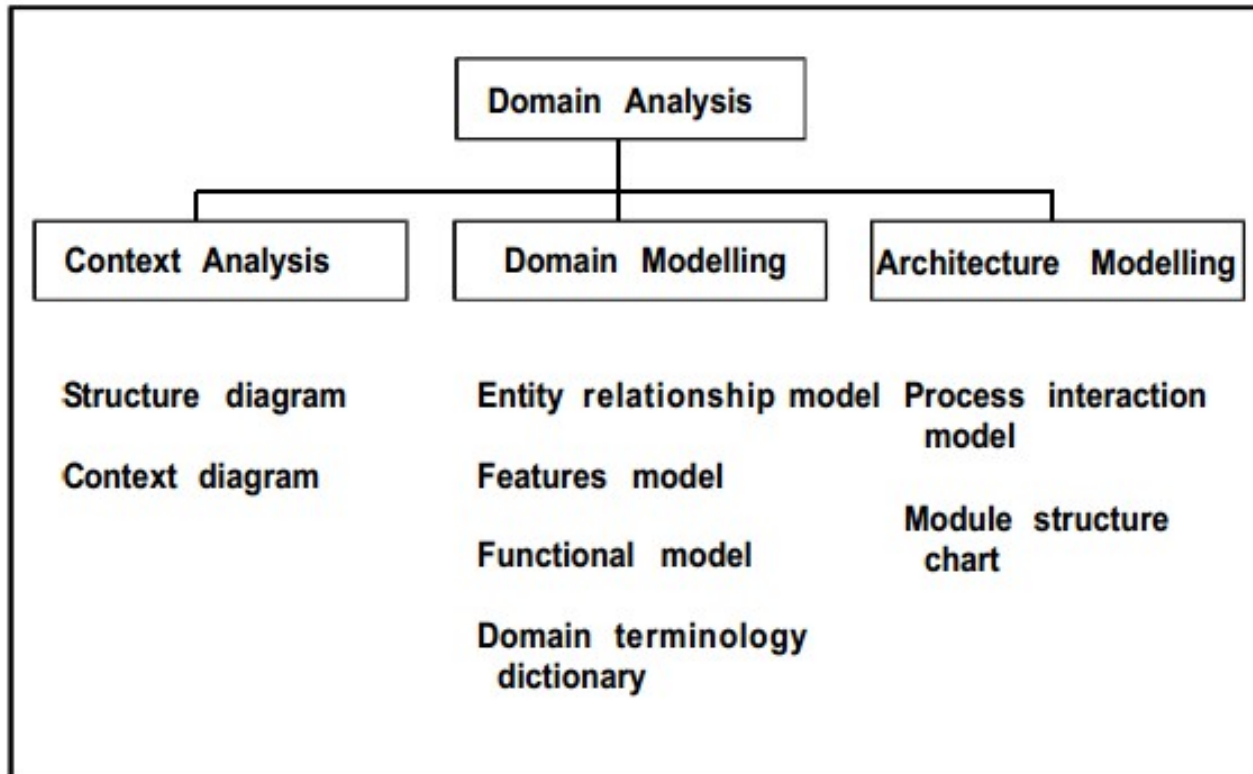 Domain Analysis
Context Analysis
Domain Modelling
Architecture Modelling
Structure diagram
Context diagram
Entity relationship model
Features model
Functional model
Domain terminology
dictionary
Process interaction
model
Module structure
chart